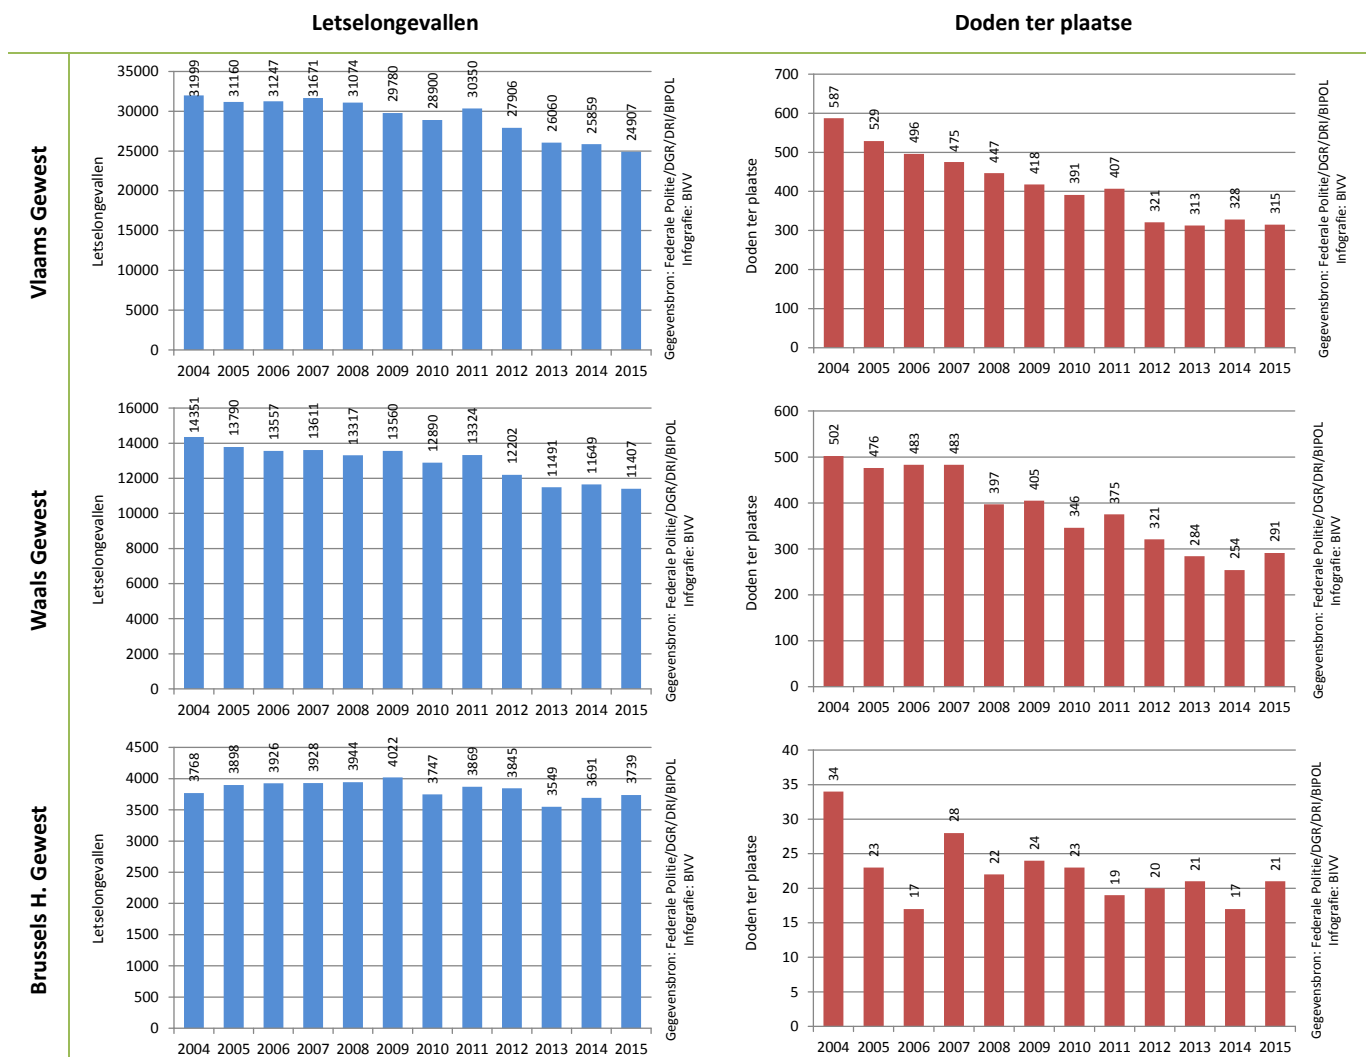 Letselongevallen
Doden ter plaatse
Vlaams Gewest
Letselongevallen
35000
30000
25000
20000
15000
10000
5000
0
31999 31160 31247 31671 31074 29780 28900 30350 27906 26060 25859 24907
2004 2005 2006 2007 2008 2009 2010 2011 2012 2013 2014 2015
Gegevensbron: Federale Politie/DGR/DRI/BIPOL
Infografie: BIVV
Doden ter plaatse
700
600
500
400
300
200
100
0
587 529 496 475 447 418 391 407 321 313 328 315
2004 2005 2006 2007 2008 2009 2010 2011 2012 2013 2014 2015
Gegevensbron: Federale Politie/DGR/DRI/BIPOL
Infografie: BIVV
Waals Gewest
Letselongevallen
16000
14000
12000
10000
8000
6000
4000
2000
0
14351 13790 13557 13611 13317 13560 12890 13324 12202 11491 11649 11407
2004 2005 2006 2007 2008 2009 2010 2011 2012 2013 2014 2015
Gegevensbron: Federale Politie/DGR/DRI/BIPOL
Infografie: BIVV
Doden ter plaatse
600
500
400
300
200
100
0
502 476 483 483 397 405 346 375 321 284 254 291
2004 2005 2006 2007 2008 2009 2010 2011 2012 2013 2014 2015
Gegevensbron: Federale Politie/DGR/DRI/BIPOL
Infografie: BIVV
Brussels H. Gewest
Letselongevallen
4500
4000
3500
3000
2500
2000
1500
1000
500
0
3768 3898 3926 3928 3944 4022 3747 3869 3845 3549 3691 3739
2004 2005 2006 2007 2008 2009 2010 2011 2012 2013 2014 2015
Gegevensbron: Federale Politie/DGR/DRI/BIPOL
Infografie: BIVV
Doden ter plaatse
40
35
30
25
20
15
10
5
0
34 23 17 28 22 24 23 19 20 21 17 21
2004 2005 2006 2007 2008 2009 2010 2011 2012 2013 2014 2015
Gegevensbron: Federale Politie/DGR/DRI/BIPOL
Infografie: BIVV